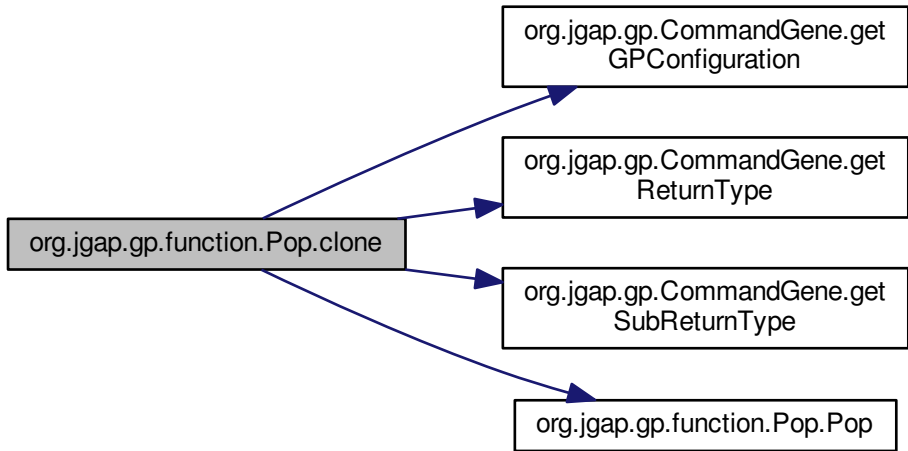 org.jgap.gp.CommandGene.get
GPConfiguration
org.jgap.gp.CommandGene.get
ReturnType
org.jgap.gp.function.Pop.clone
org.jgap.gp.CommandGene.get
SubReturnType
org.jgap.gp.function.Pop.Pop